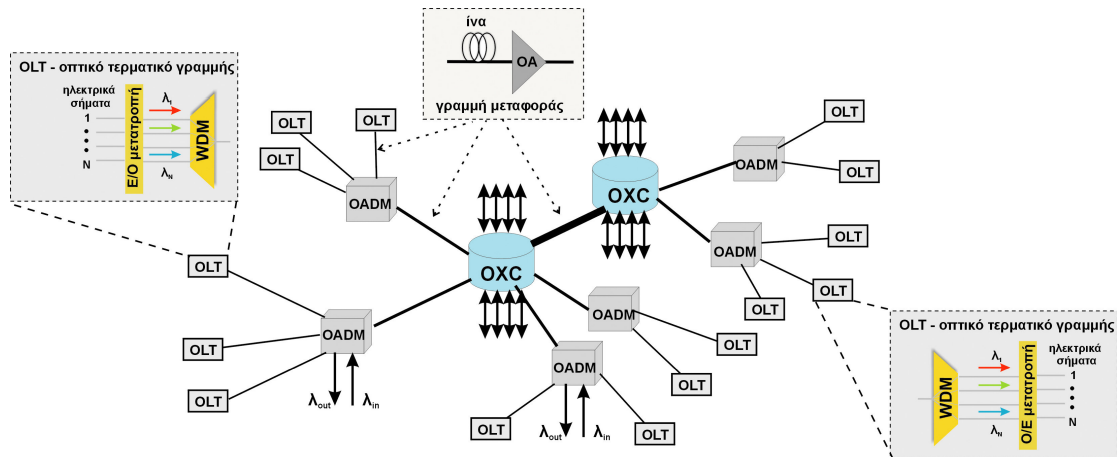 ίνα
OA
γραμμή μεταφοράς
OLT - οπτικό τερματικό γραμμής
ηλεκτρικά
σήματα
1
N
E/O μετατροπή
λ1
λN
WDM
OLT
OLT
OLT
OADM
OXC
OXC
OADM
OLT
OLT
OADM
OLT
OLT
OLT
OLT
OADM
OLT
OLT
λout
λin
OADM
OLT
OLT
OADM
OLT
OLT
λout
λin
OLT - οπτικό τερματικό γραμμής
WDM
λ1
λN
O/E μετατροπή
ηλεκτρικά
σήματα
1
N